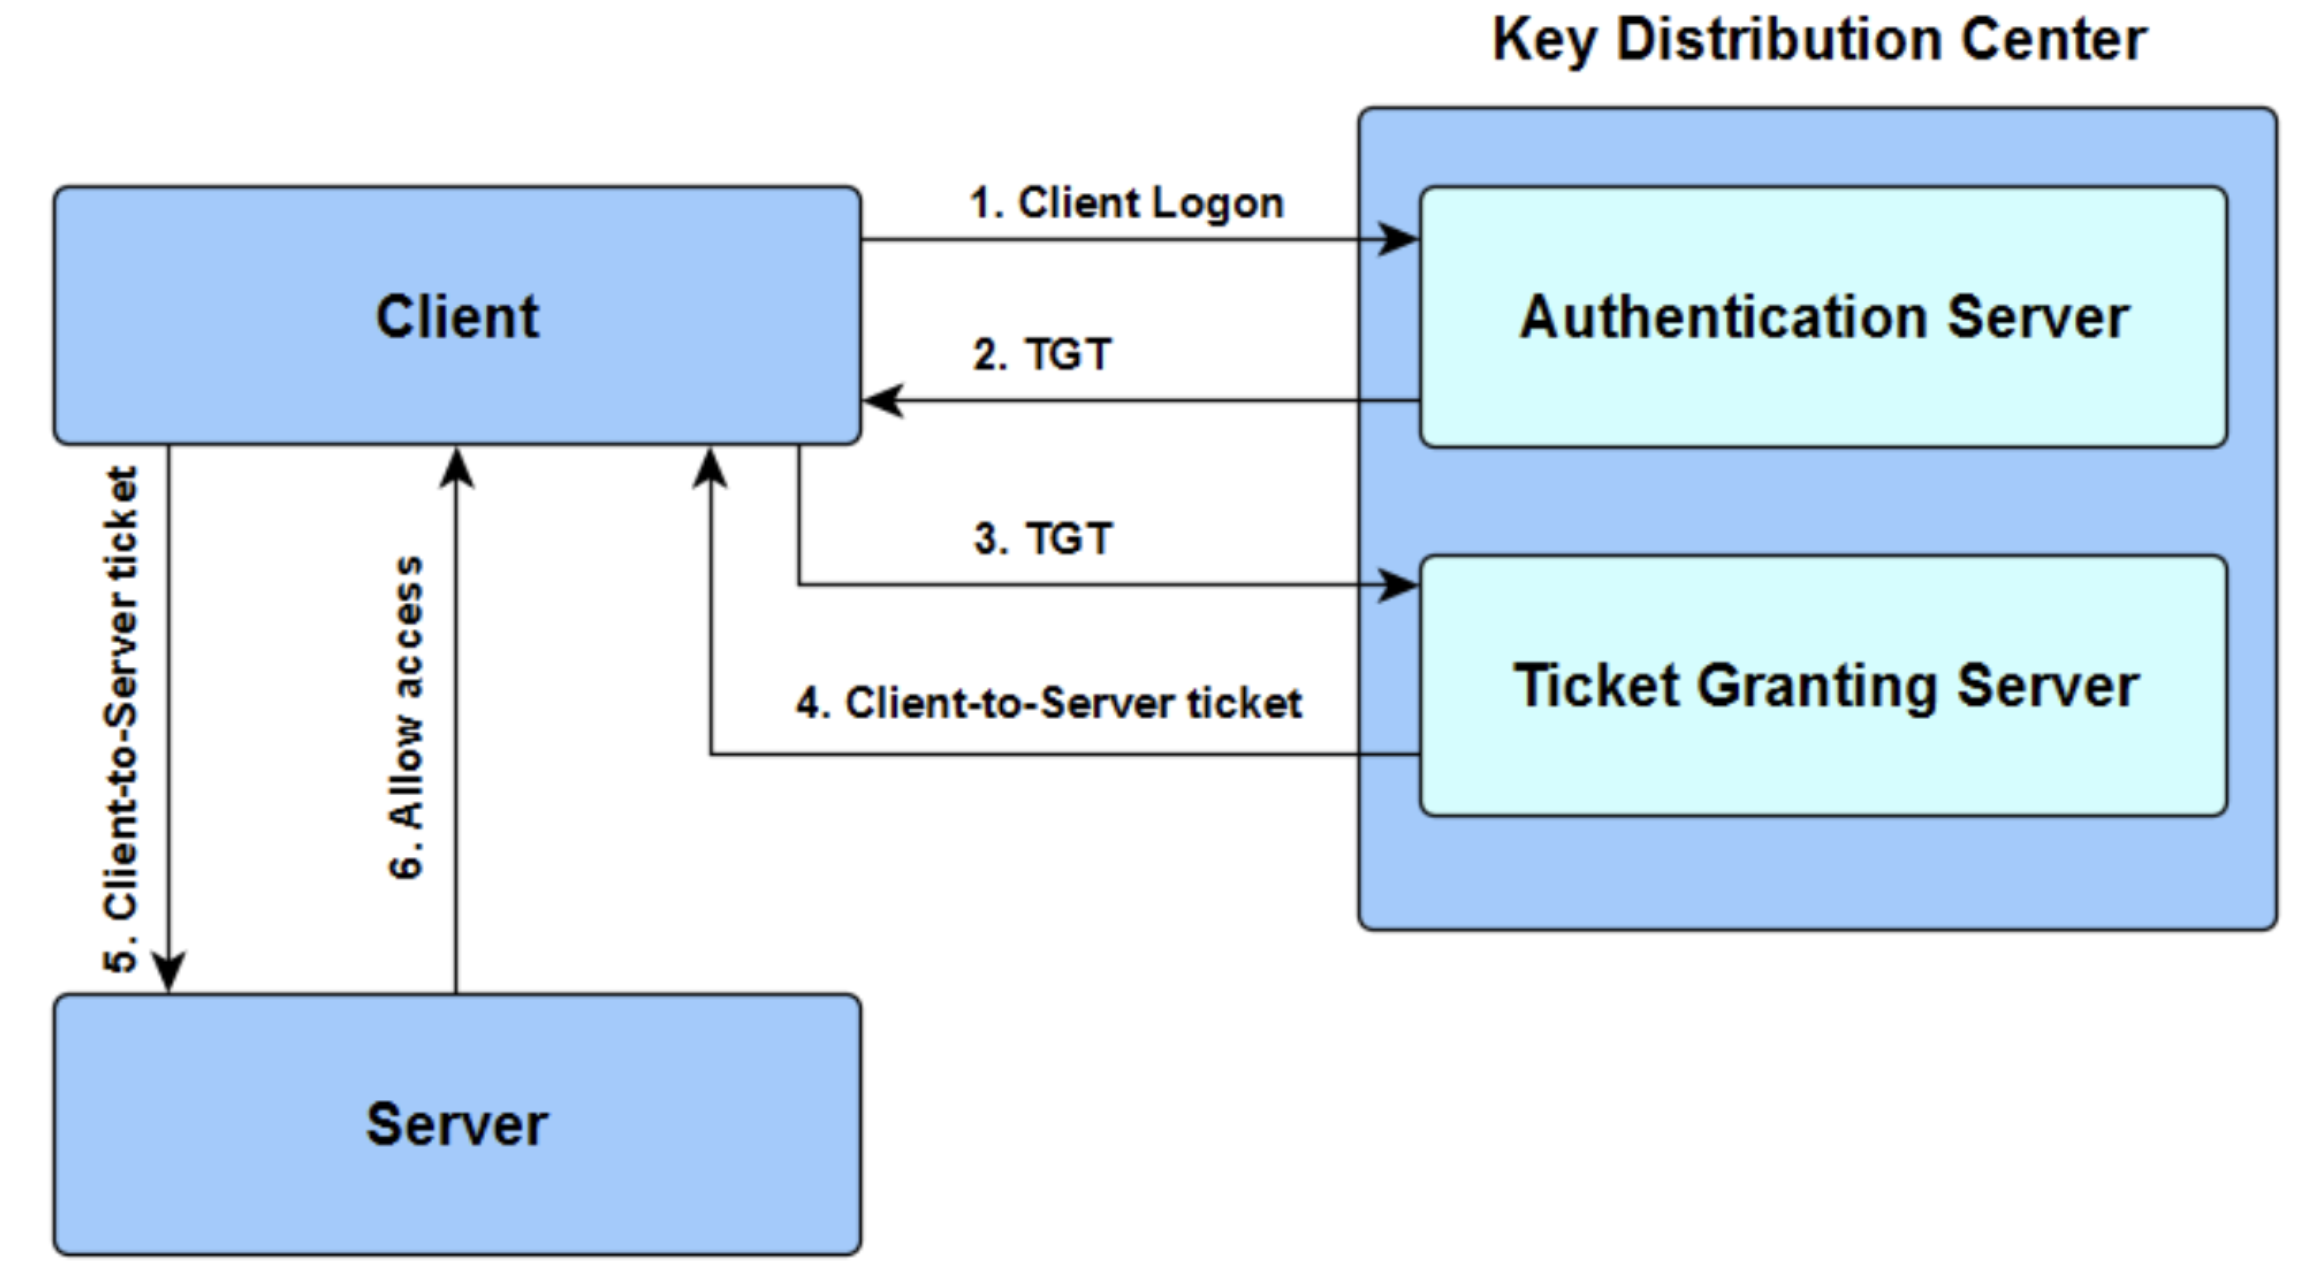 Key Distribution Center
1. Client Logon
Client
Authentication Server
2. TGT
3. TGT
Ticket Granting Server
4. Client-to-Server ticket
5. Client-to-Server ticket
6. Allow access
Server